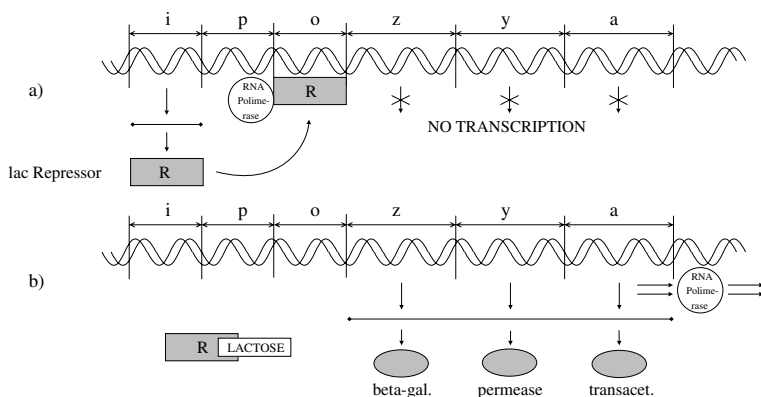 i p o z y a
a)
RNA
Polime-
rase
R
NO TRANSCRIPTION
lac Repressor
R
i p o z y a
b)
RNA
Polime-
rase
R
LACTOSE
beta-gal. permease transacet.